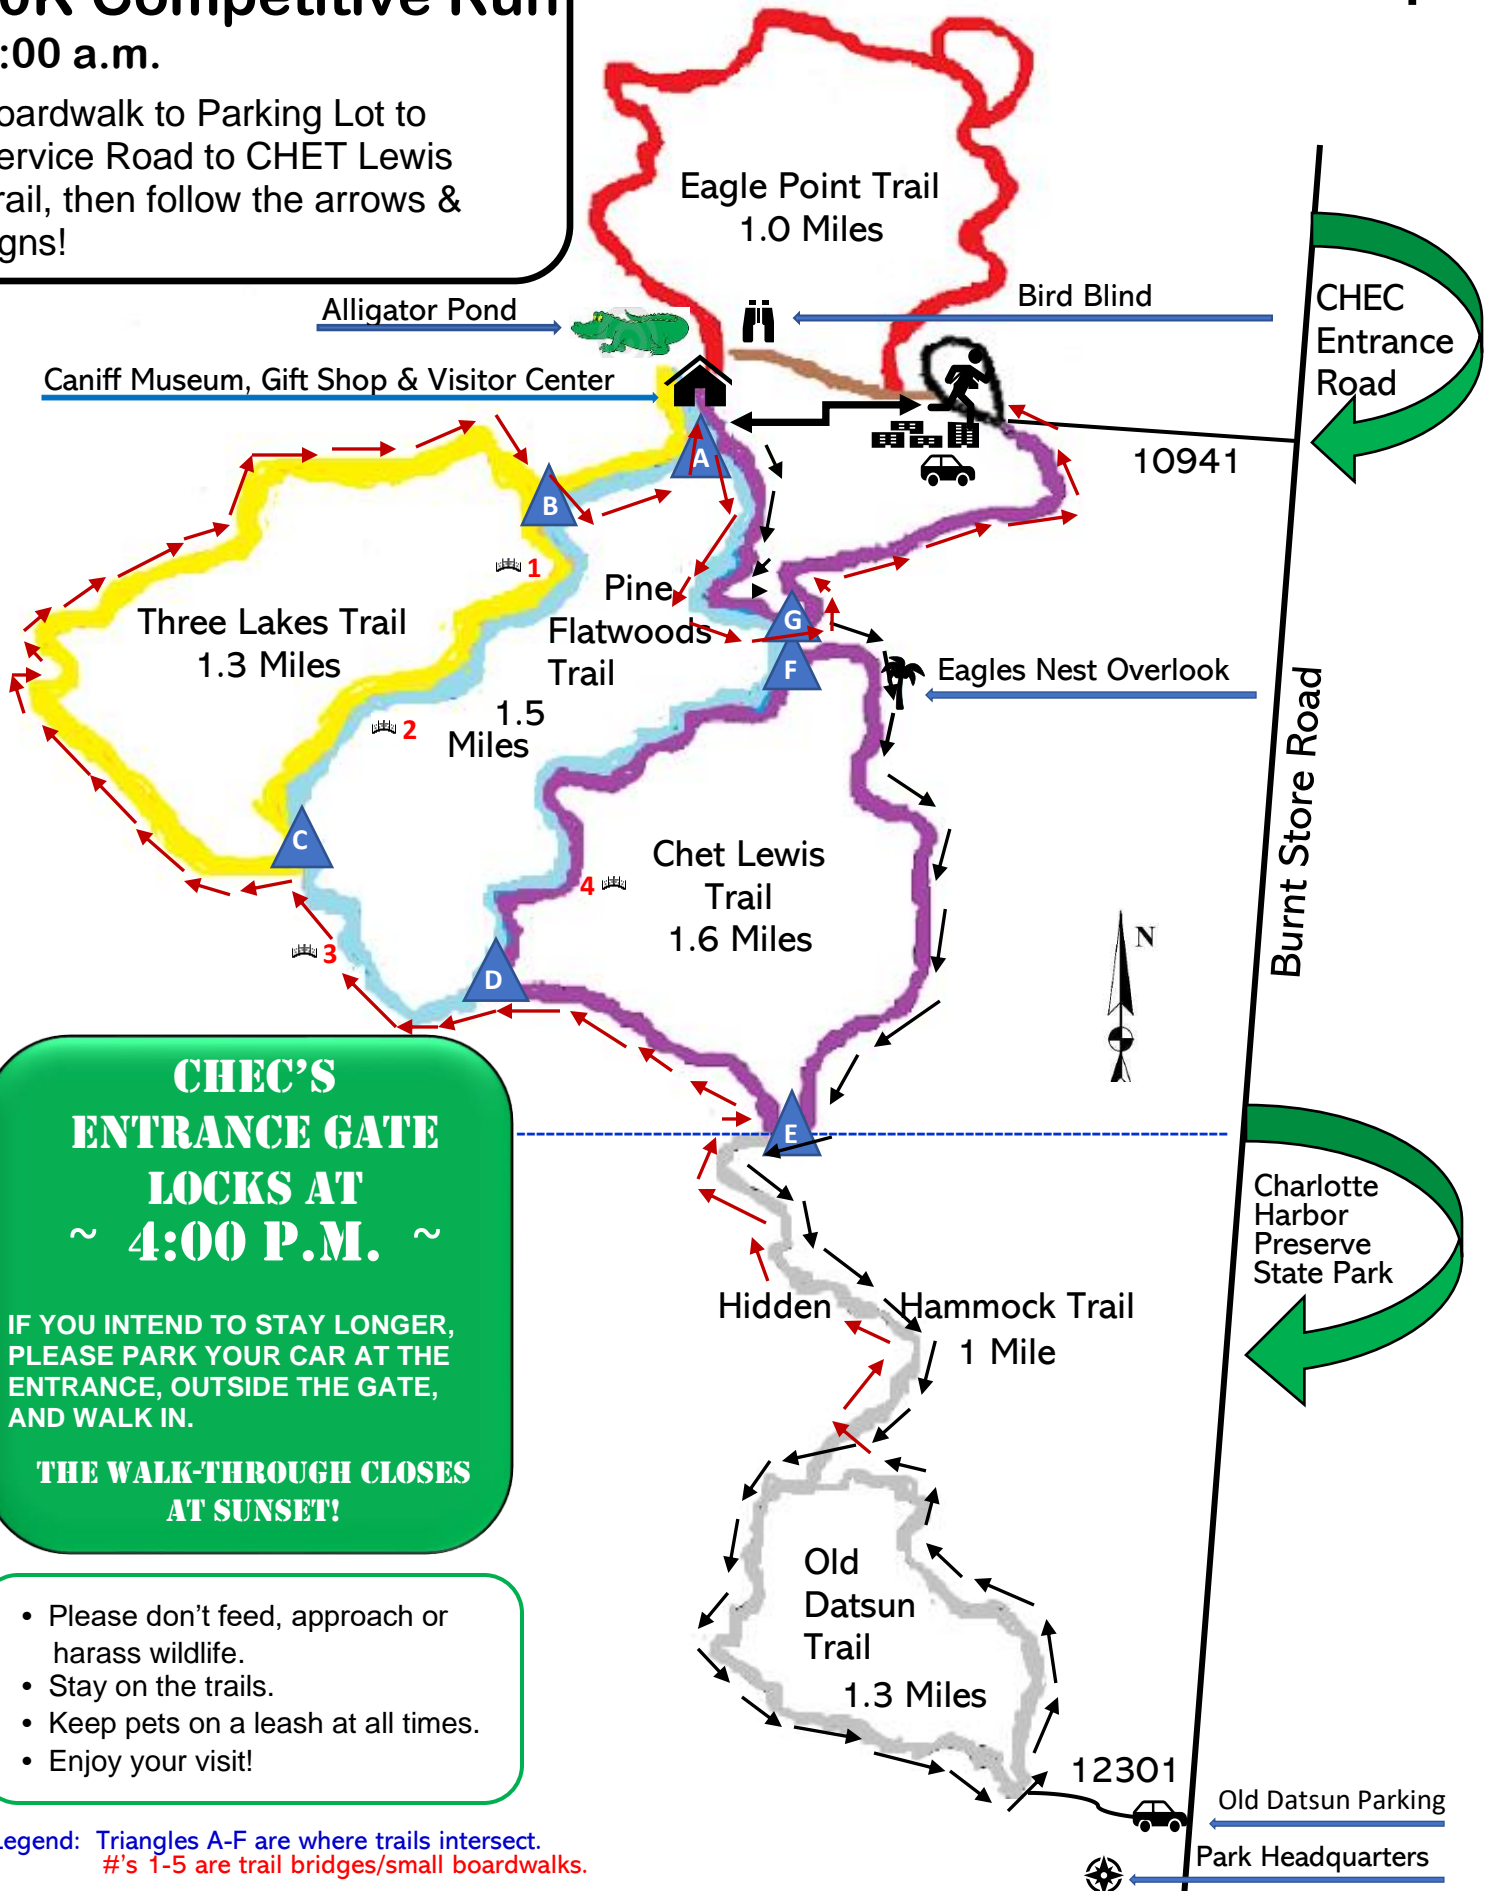 0K Competitive Run
:00 a.m.
oardwalk to Parking Lot to
ervice Road to CHET Lewis
rail, then follow the arrows &
gns!
Eagle Point Trail
1.0 Miles
Alligator Pond
Bird Blind
CHEC
Entrance
Road
Caniff Museum, Gift Shop & Visitor Center
10941
A
B
1
Three Lakes Trail
1.3 Miles
Pine
Flatwoods
Trail
1.5
Miles
G
F
Eagles Nest Overlook
2
Burnt Store Road
C
Chet Lewis
Trail
1.6 Miles
4
3
D
N
E
CHEC'S
ENTRANCE GATE
LOCKS AT
~ 4:00 P.M. ~
IF YOU INTEND TO STAY LONGER,
PLEASE PARK YOUR CAR AT THE
ENTRANCE, OUTSIDE THE GATE,
AND WALK IN.
THE WALK-THROUGH CLOSES
AT SUNSET!
Charlotte
Harbor
Preserve
State Park
Hidden Hammock Trail
1 Mile
Old
Datsun
Trail
1.3 Miles
• Please don't feed, approach or
harass wildlife.
• Stay on the trails.
• Keep pets on a leash at all times.
• Enjoy your visit!
12301
Old Datsun Parking
Park Headquarters
Legend: Triangles A-F are where trails intersect.
#'s 1-5 are trail bridges/small boardwalks.